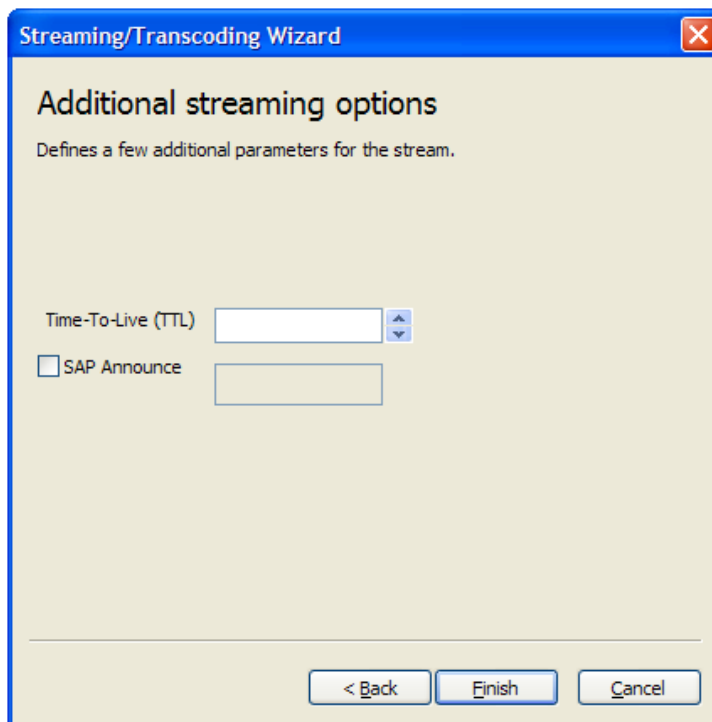 Streaming/Transcoding Wizard
Additional streaming options
Defines a few additional parameters for the stream.
Time-To-Live (TTL)
SAP Announce
< Back Finish Cancel